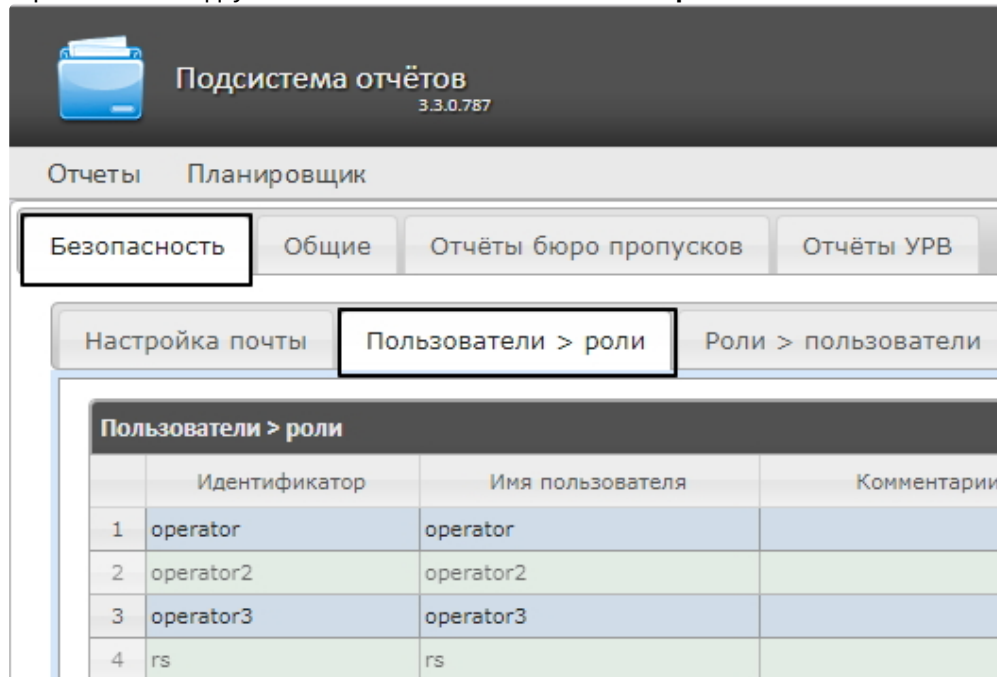 Подсистема отчётов
3.3.0.787
Отчеты Планировщик
Безопасность Общие Отчёты бюро пропусков Отчёты УРВ
Настройка почты Пользователи > роли Роли > пользователи
Пользователи > роли
Идентификатор Имя пользователя Комментарии
1 operator operator
2 operator2 operator2
3 operator3 operator3
4 rs rs